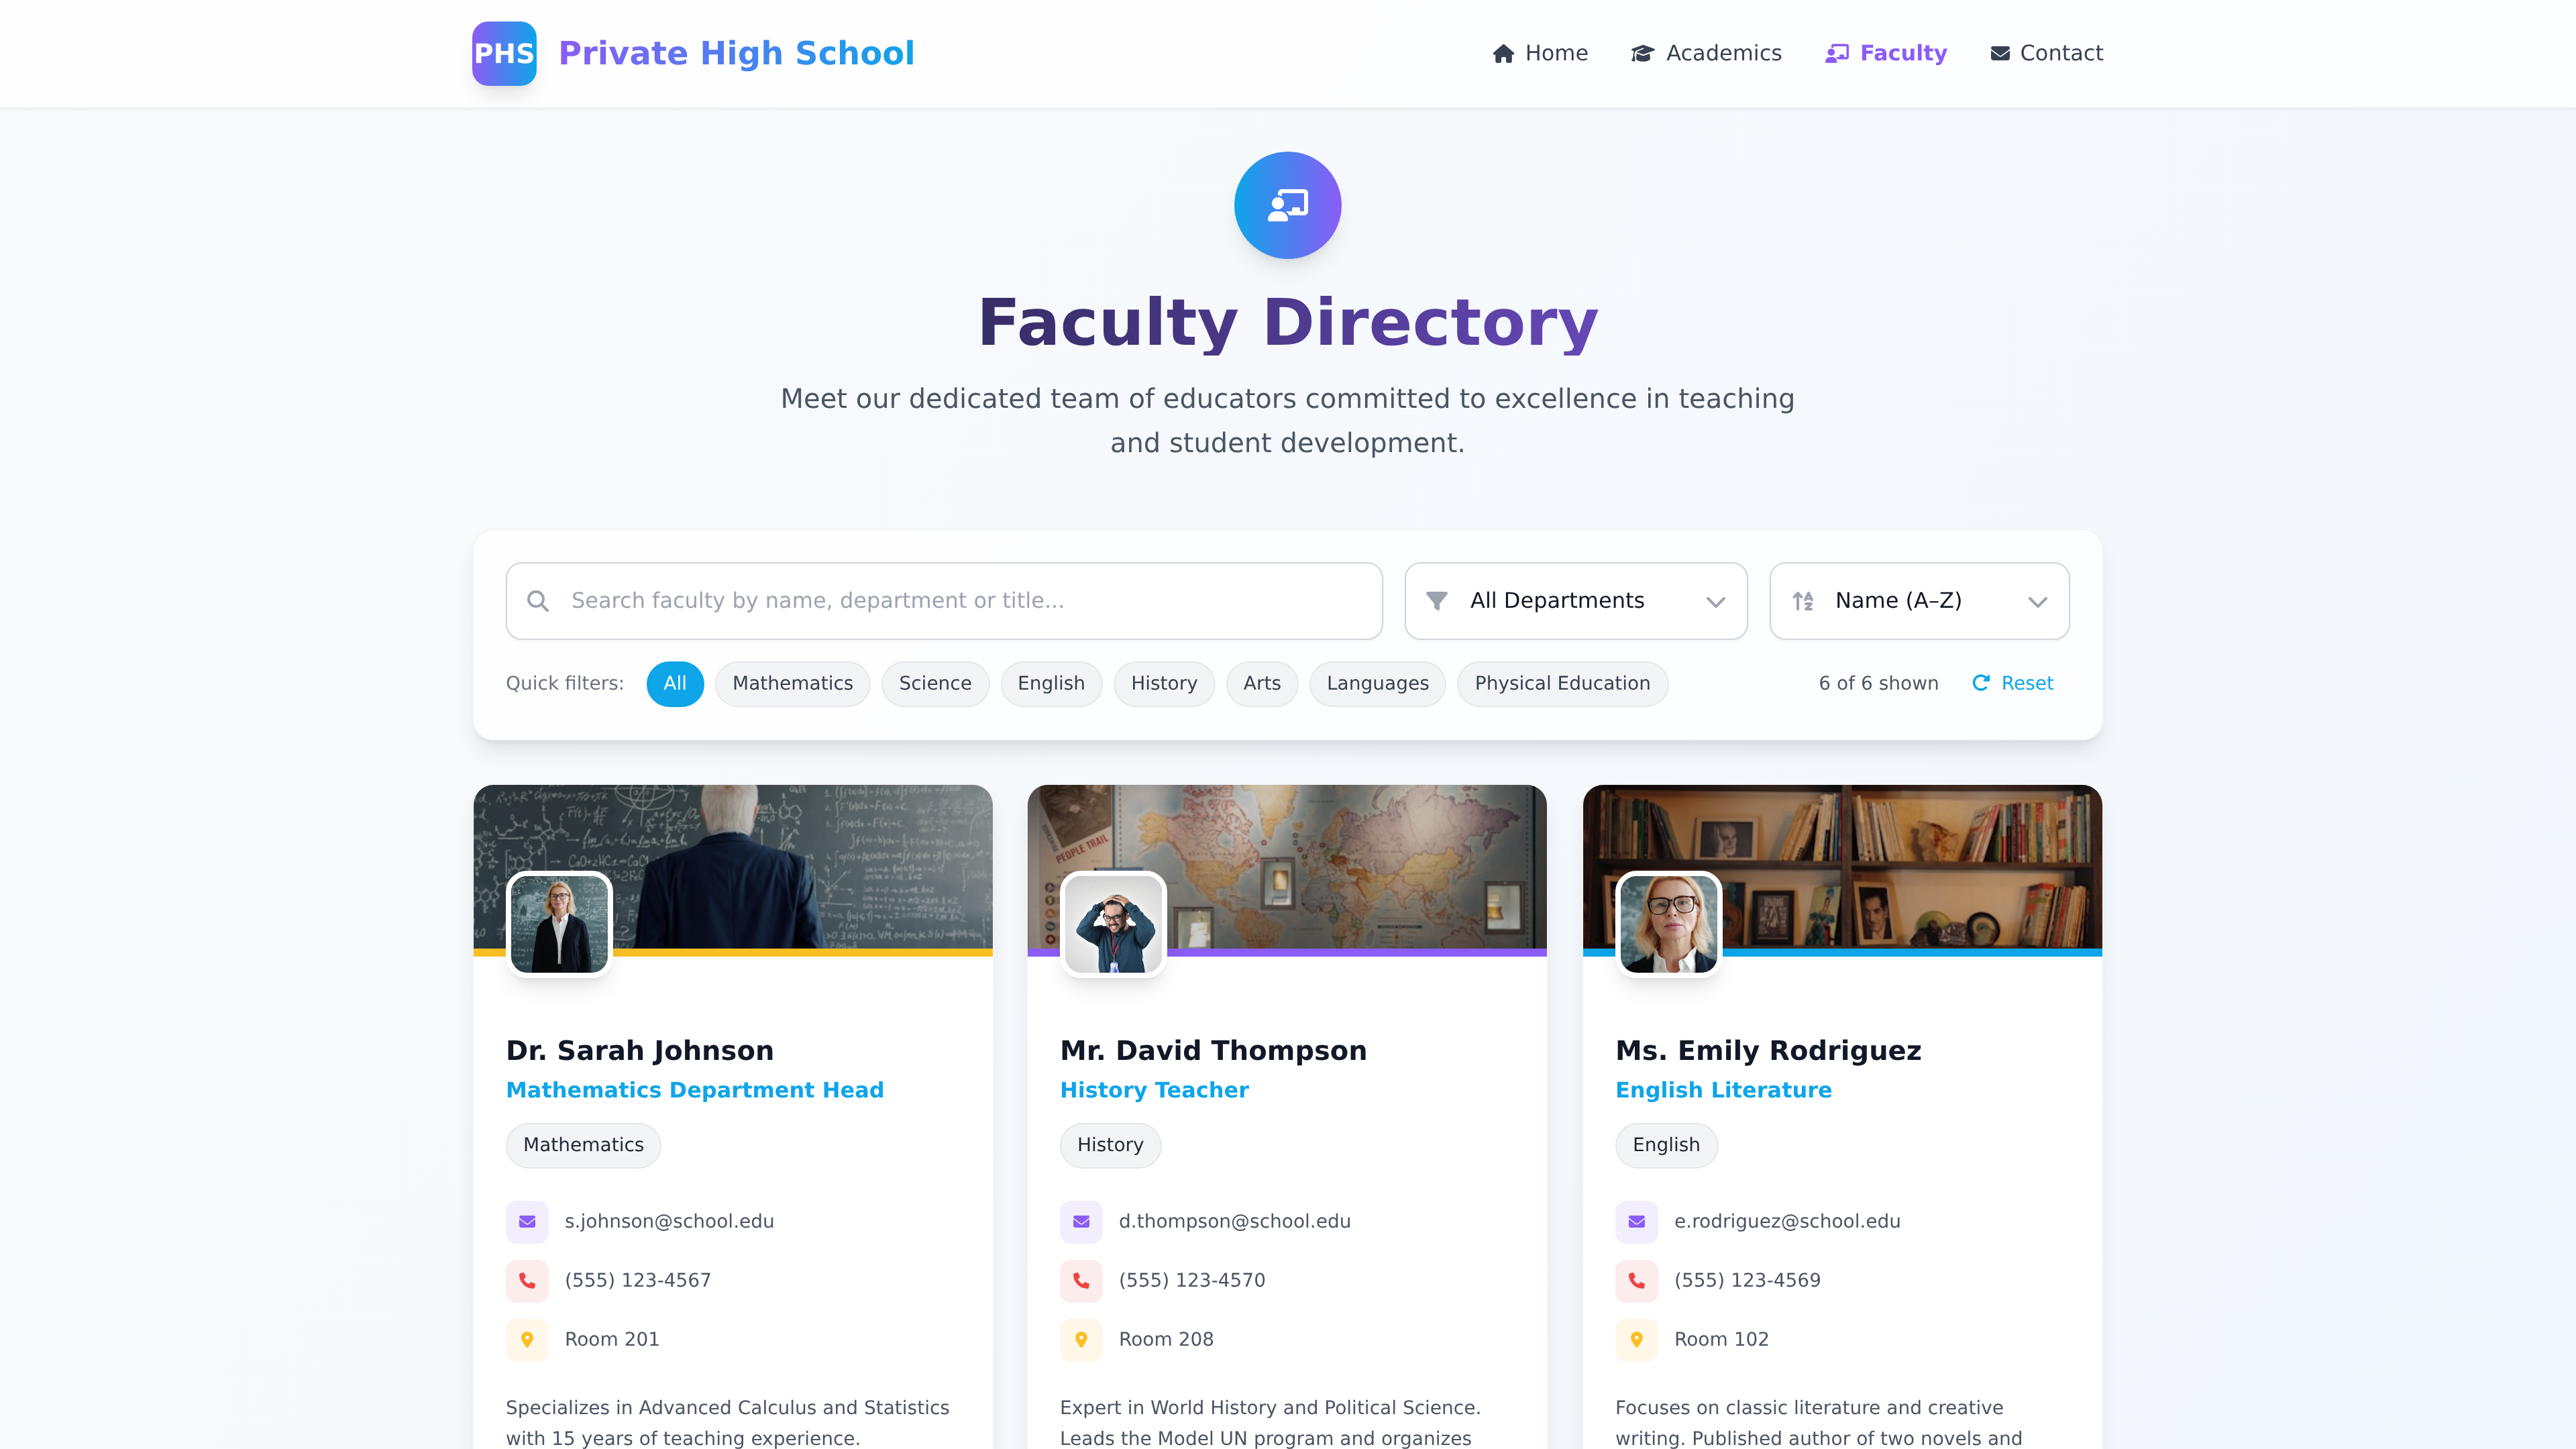 PHS Private High School
Home
Academics
Faculty
Contact
Faculty Directory
Meet our dedicated team of educators committed to excellence in teaching
and student development.
Search faculty by name, department or title...
All Departments
Name (A–Z)
Quick filters:
All
Mathematics
Science
English
History
Arts
Languages
Physical Education
6 of 6 shown
Reset
PEOPLE TRAIL
Dr. Sarah Johnson
Mathematics Department Head
Mathematics
s.johnson@school.edu
(555) 123-4567
Room 201
Specializes in Advanced Calculus and Statistics
with 15 years of teaching experience.
Mr. David Thompson
History Teacher
History
d.thompson@school.edu
(555) 123-4570
Room 208
Expert in World History and Political Science.
Leads the Model UN program and organizes
Ms. Emily Rodriguez
English Literature
English
e.rodriguez@school.edu
(555) 123-4569
Room 102
Focuses on classic literature and creative
writing. Published author of two novels and